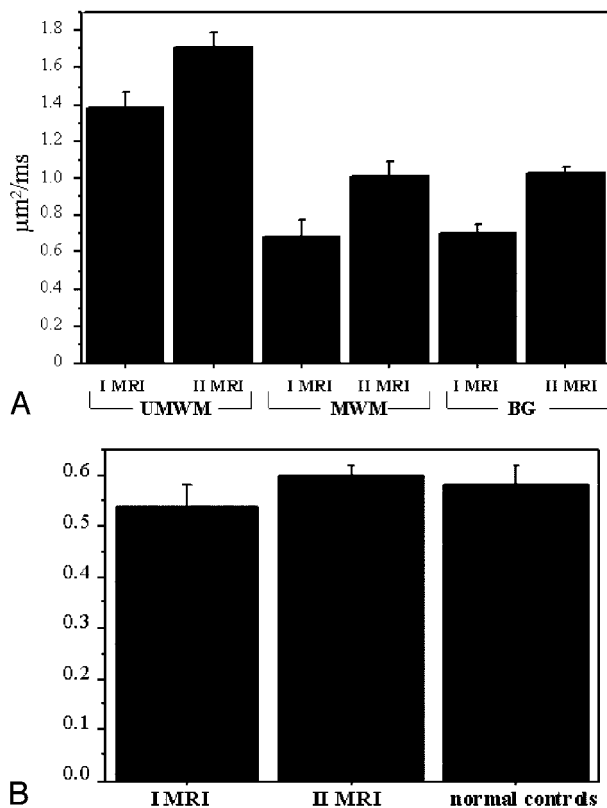 1.8
1.6
1.4
1.2
1.0
0.8
0.6
0.4
0.2
0
µm²/ms
I MRI II MRI I MRI II MRI I MRI II MRI
UMWM MWM BG
A
0.6
0.5
0.4
0.3
0.2
0.1
0.0
I MRI II MRI normal controls
B